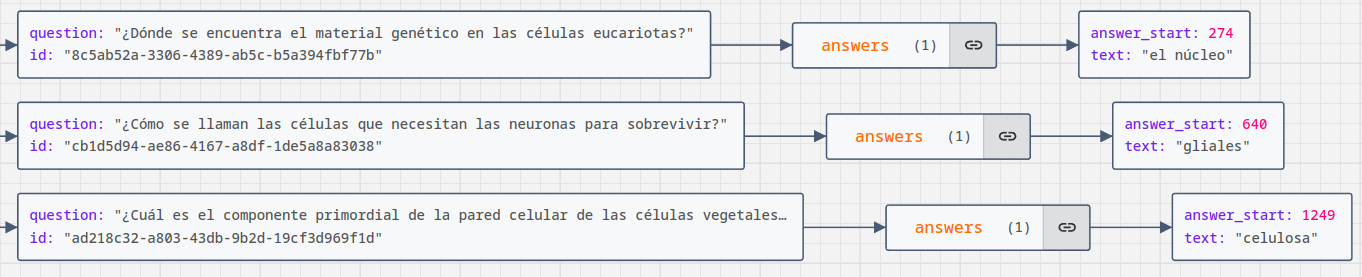 question: "¿Dónde se encuentra el material genético en las células eucariotas?"
id: "8c5ab52a-3306-4389-ab5c-b5a394fbf77b"
answers (1)
answer_start: 274
text: "el núcleo"
question: "¿Cómo se llaman las células que necesitan las neuronas para sobrevivir?"
id: "cb1d5d94-ae86-4167-a8df-1de5a8a83038"
answers (1)
answer_start: 640
text: "gliales"
question: "¿Cuál es el componente primordial de la pared celular de las células vegetales…
id: "ad218c32-a803-43db-9b2d-19cf3d969f1d"
answers (1)
answer_start: 1249
text: "celulosa"